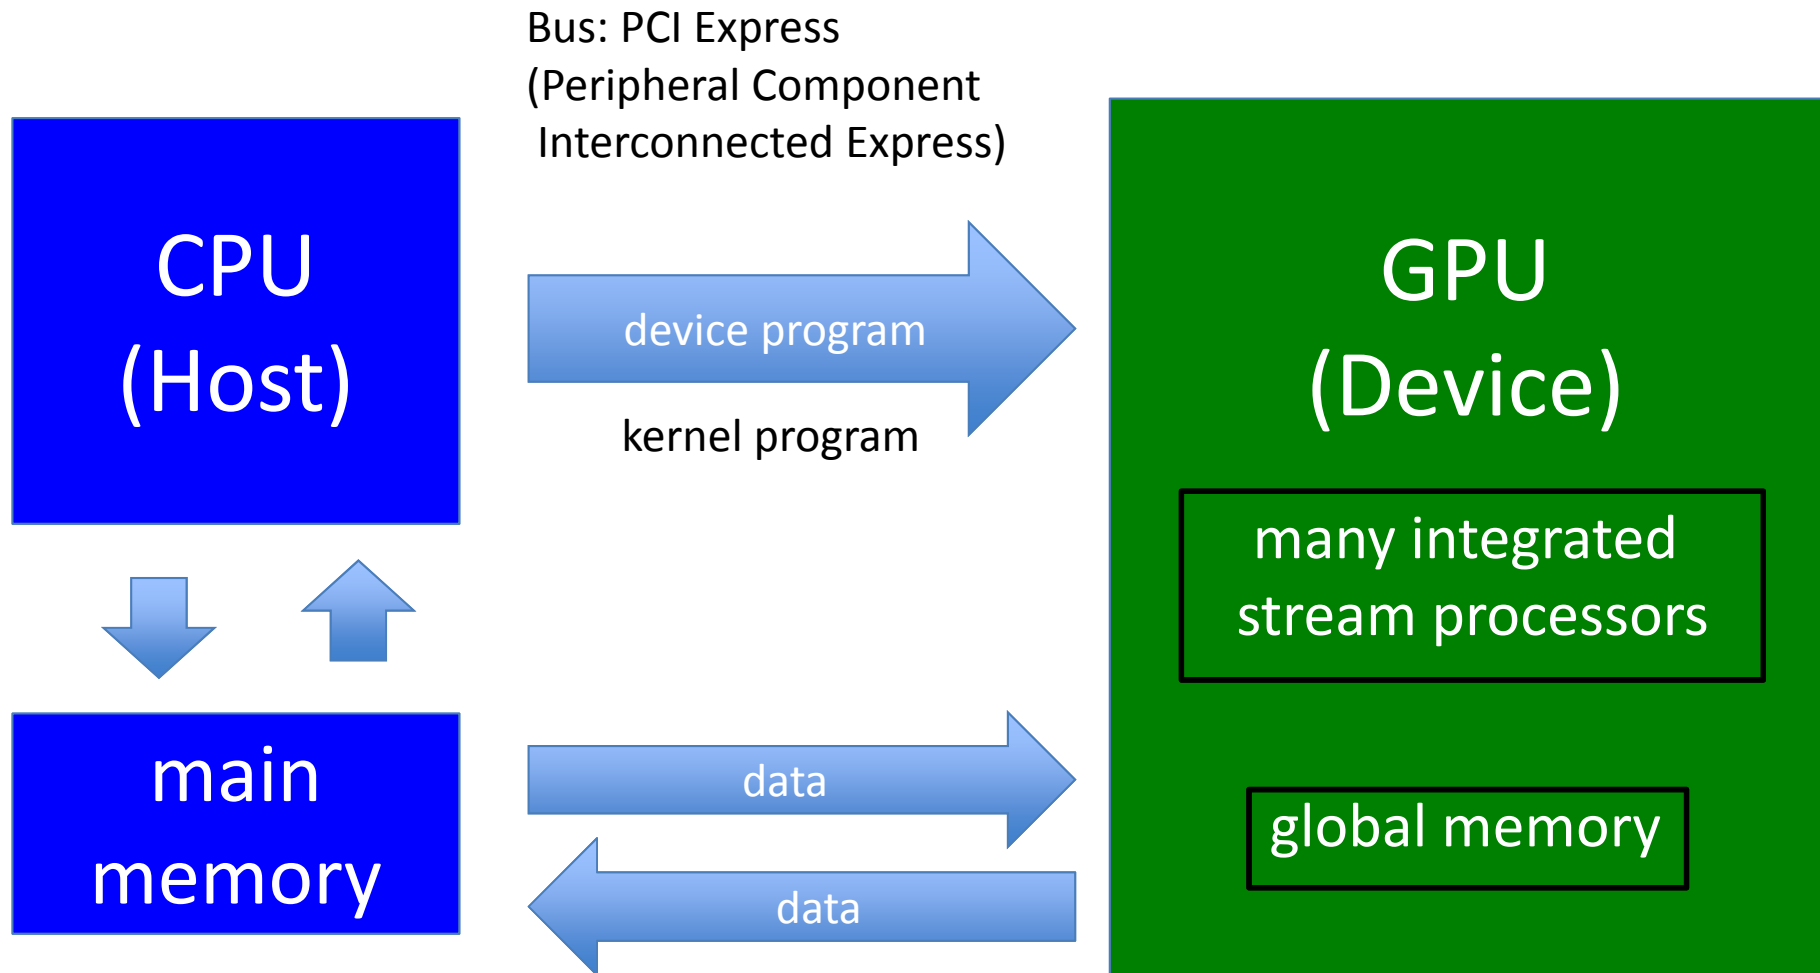 Bus: PCI Express
(Peripheral Component
Interconnected Express)
CPU
(Host)
device program
kernel program
GPU
(Device)
many integrated
stream processors
main
memory
data
data
global memory